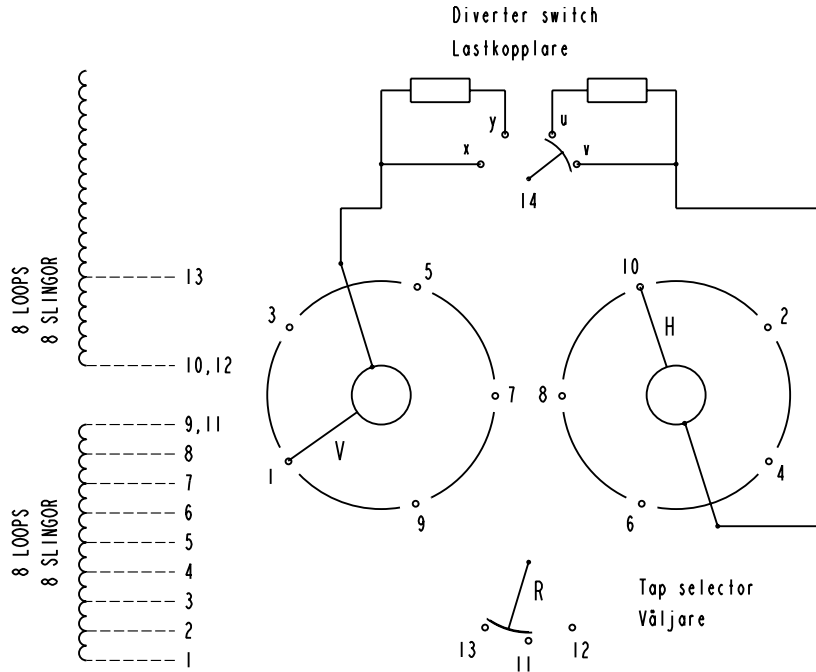 Diverter switch
Lastkopplare
y
u
x
v
14
8 LOOPS
8 SLINGOR
13
10,12
3
5
7
1
9
V
10
2
8
4
6
H
9,11
8
7
6
5
4
3
2
1
8 LOOPS
8 SLINGOR
R
13
11
12
Tap selector
Väljare